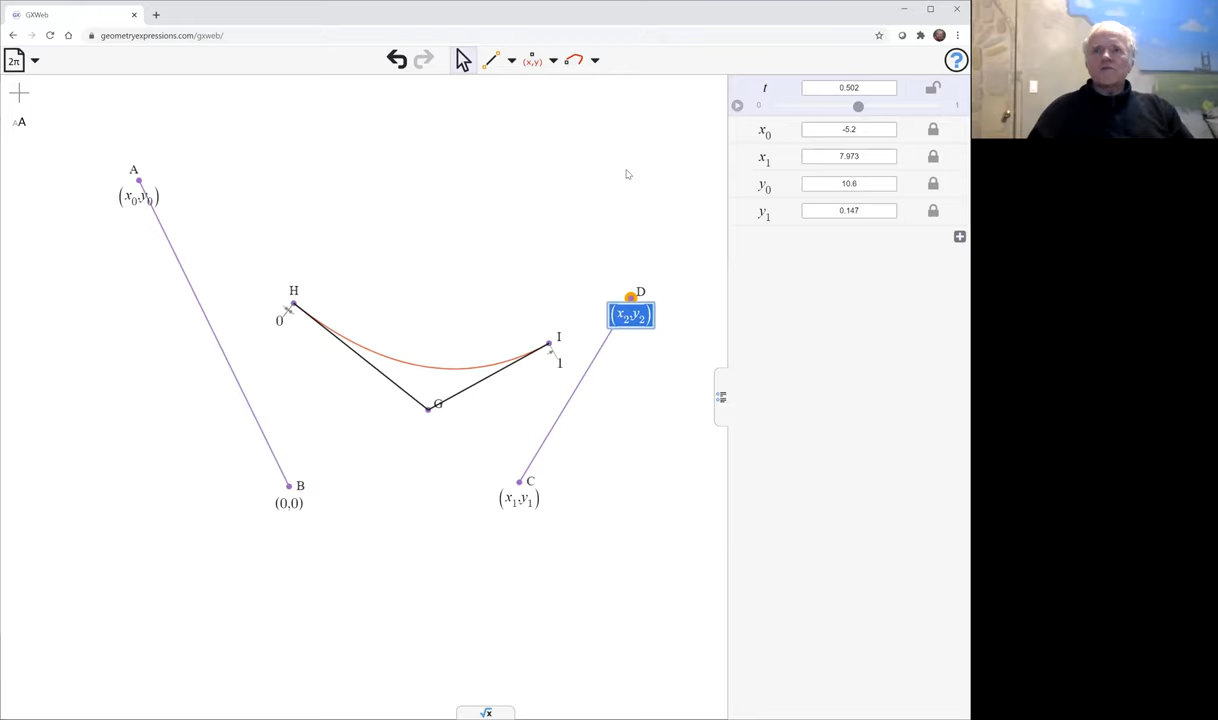 GXWeb
geometryexpressions.com/gxweb/
2π
(x,y)
?
AA
t 0.502
0 1
x0 -5.2
x1 7.973
y0 10.6
y1 0.147
A
(x0,y0)
H
0
D
(x2,y2)
I
1
G
B
(0,0)
C
(x1,y1)
√x